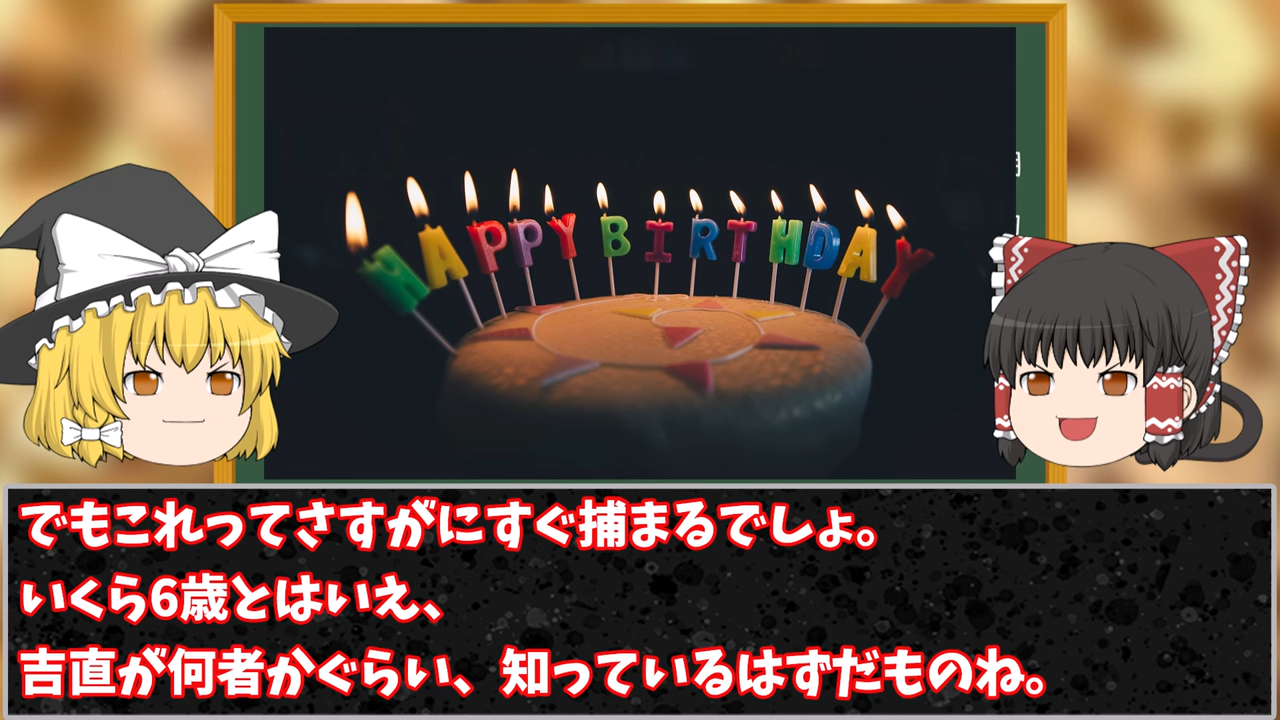 HAPPY BIRTHDAY
でもこれってさすがにすぐ捕まるでしょ。
いくら6歳とはいえ、
吉直が何者かぐらい、知っているはずだものね。